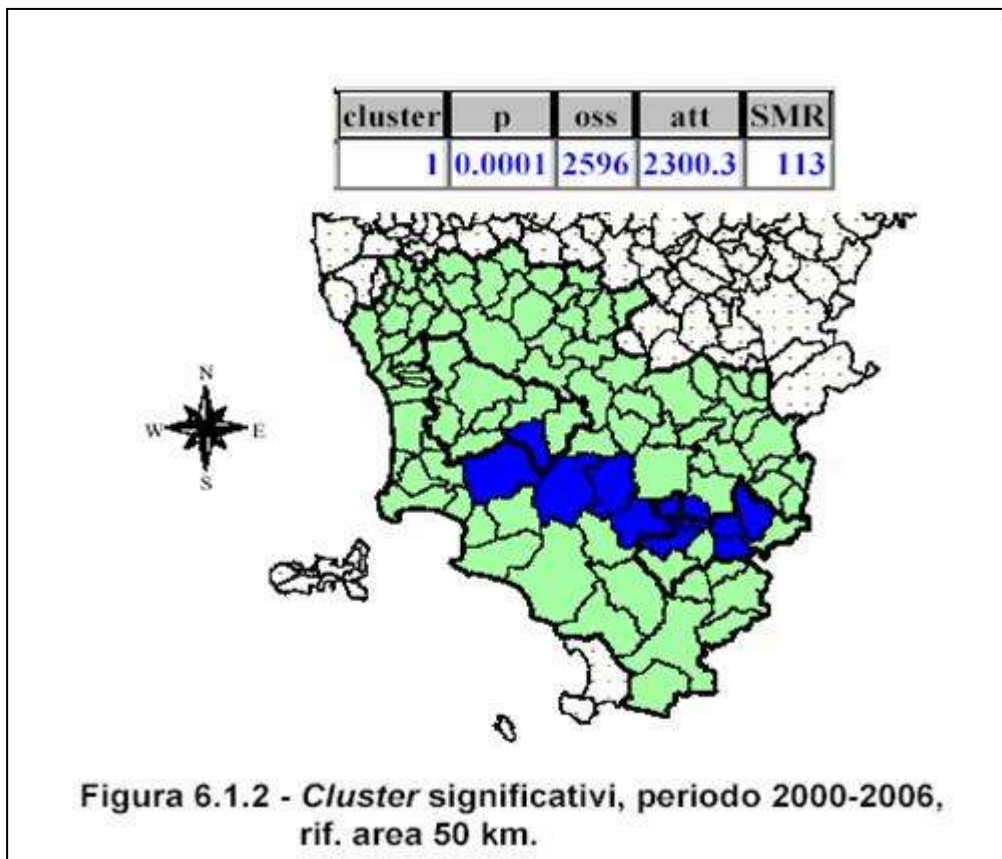 cluster p oss att SMR
1 0.0001 2596 2300.3 113
N
W E
S
Figura 6.1.2 - Cluster significativi, periodo 2000-2006,
rif. area 50 km.